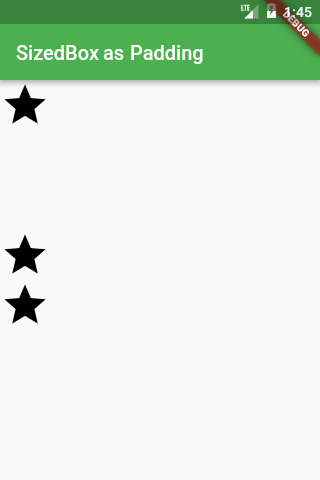 LTE 1:45
DEBUG
SizedBox as Padding